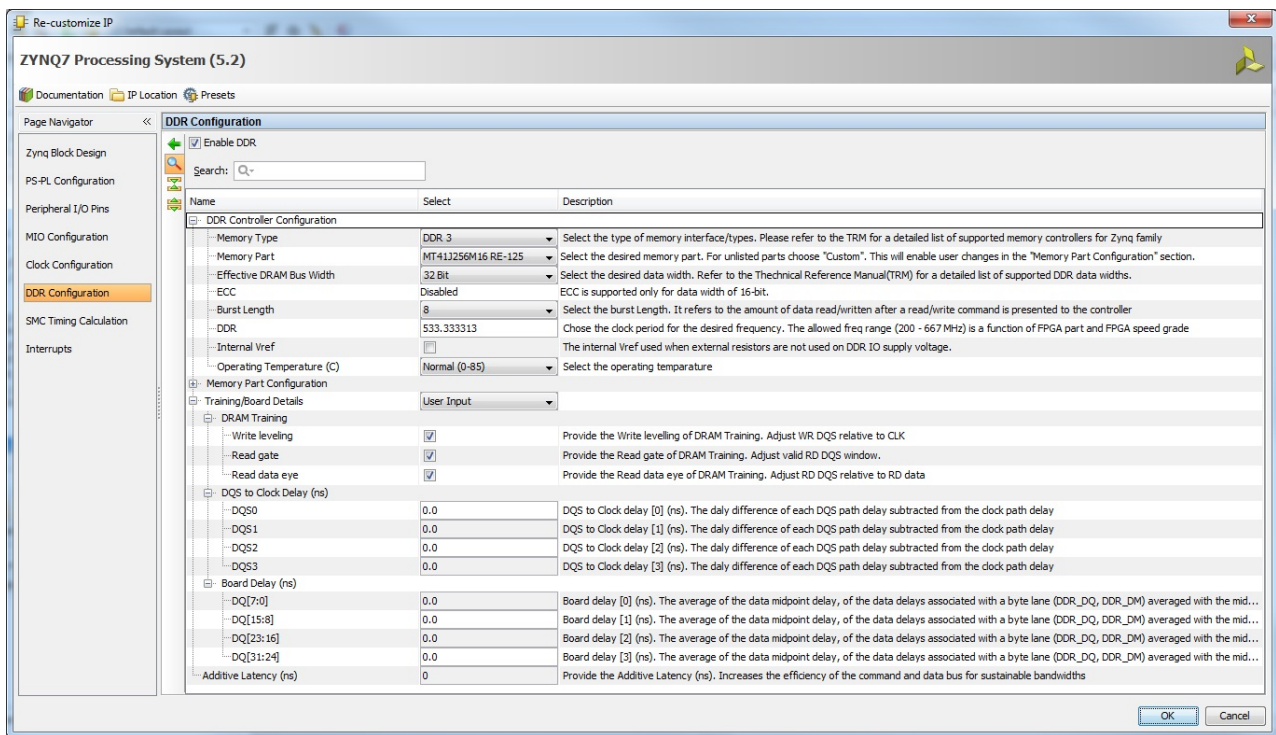 Re-customize IP
ZYNQ7 Processing System (5.2)
Documentation IP Location Presets
Page Navigator «
Zynq Block Design
PS-PL Configuration
Peripheral I/O Pins
MIO Configuration
Clock Configuration
DDR Configuration
SMC Timing Calculation
Interrupts
DDR Configuration
Enable DDR
Search:
Name Select Description
DDR Controller Configuration
Memory Type DDR 3 Select the type of memory interface/types. Please refer to the TRM for a detailed list of supported memory controllers for Zynq family
Memory Part MT41J256M16 RE-125 Select the desired memory part. For unlisted parts choose "Custom". This will enable user changes in the "Memory Part Configuration" section.
Effective DRAM Bus Width 32 Bit Select the desired data width. Refer to the Thechnical Reference Manual(TRM) for a detailed list of supported DDR data widths.
ECC Disabled ECC is supported only for data width of 16-bit.
Burst Length 8 Select the burst Length. It refers to the amount of data read/written after a read/write command is presented to the controller
DDR 533.333313 Chose the clock period for the desired frequency. The allowed freq range (200 - 667 MHz) is a function of FPGA part and FPGA speed grade
Internal Vref The internal Vref used when external resistors are not used on DDR IO supply voltage.
Operating Temperature (C) Normal (0-85) Select the operating temparature
Memory Part Configuration
Training/Board Details User Input
DRAM Training
Write leveling Provide the Write levelling of DRAM Training. Adjust WR DQS relative to CLK
Read gate Provide the Read gate of DRAM Training. Adjust valid RD DQS window.
Read data eye Provide the Read data eye of DRAM Training. Adjust RD DQS relative to RD data
DQS to Clock Delay (ns)
DQS0 0.0 DQS to Clock delay [0] (ns). The daly difference of each DQS path delay subtracted from the clock path delay
DQS1 0.0 DQS to Clock delay [1] (ns). The daly difference of each DQS path delay subtracted from the clock path delay
DQS2 0.0 DQS to Clock delay [2] (ns). The daly difference of each DQS path delay subtracted from the clock path delay
DQS3 0.0 DQS to Clock delay [3] (ns). The daly difference of each DQS path delay subtracted from the clock path delay
Board Delay (ns)
DQ[7:0] 0.0 Board delay [0] (ns). The average of the data midpoint delay, of the data delays associated with a byte lane (DDR_DQ, DDR_DM) averaged with the mid...
DQ[15:8] 0.0 Board delay [1] (ns). The average of the data midpoint delay, of the data delays associated with a byte lane (DDR_DQ, DDR_DM) averaged with the mid...
DQ[23:16] 0.0 Board delay [2] (ns). The average of the data midpoint delay, of the data delays associated with a byte lane (DDR_DQ, DDR_DM) averaged with the mid...
DQ[31:24] 0.0 Board delay [3] (ns). The average of the data midpoint delay, of the data delays associated with a byte lane (DDR_DQ, DDR_DM) averaged with the mid...
Additive Latency (ns) 0 Provide the Additive Latency (ns). Increases the efficiency of the command and data bus for sustainable bandwidths
OK Cancel